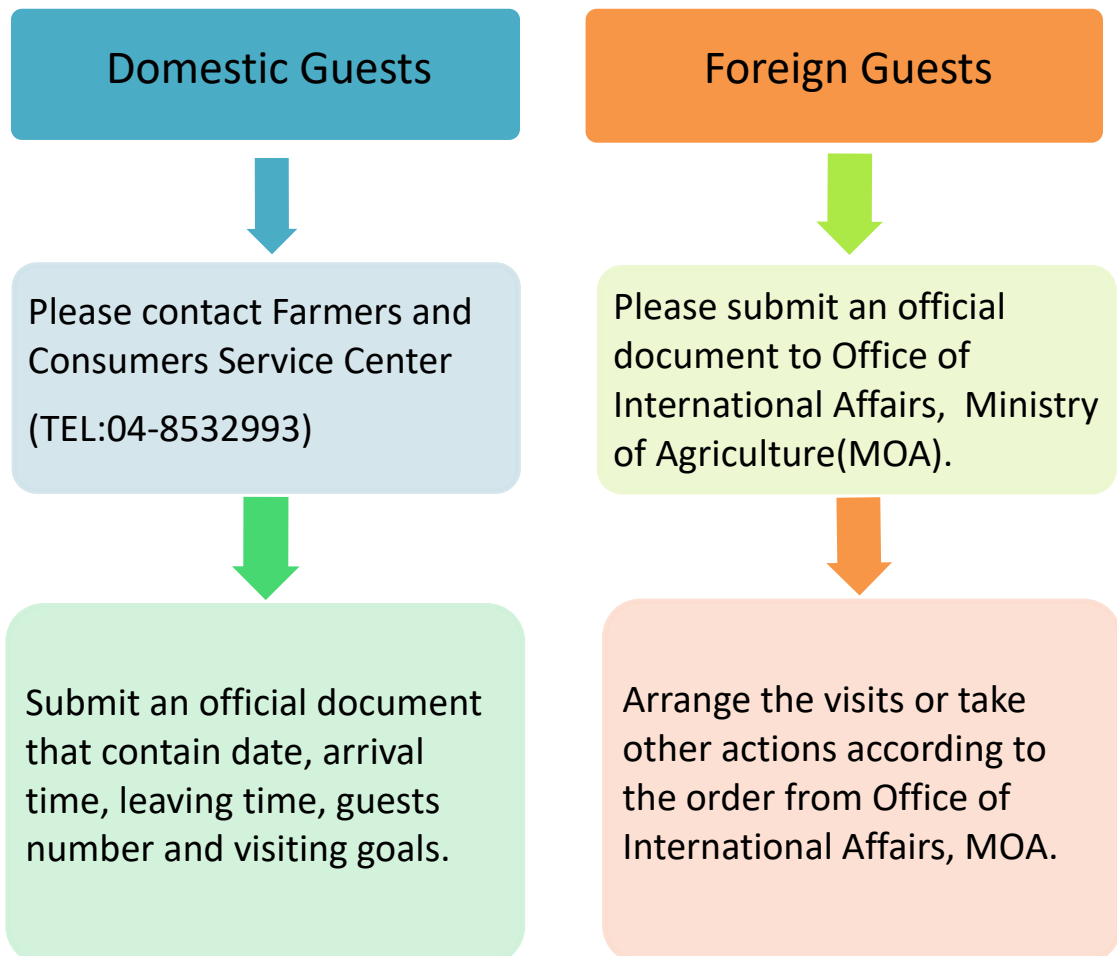 Domestic Guests
Please contact Farmers and
Consumers Service Center
(TEL:04-8532993)
Submit an official document
that contain date, arrival
time, leaving time, guests
number and visiting goals.
Foreign Guests
Please submit an official
document to Office of
International Affairs,  Ministry
of Agriculture(MOA).
Arrange the visits or take
other actions according to
the order from Office of
International Affairs, MOA.